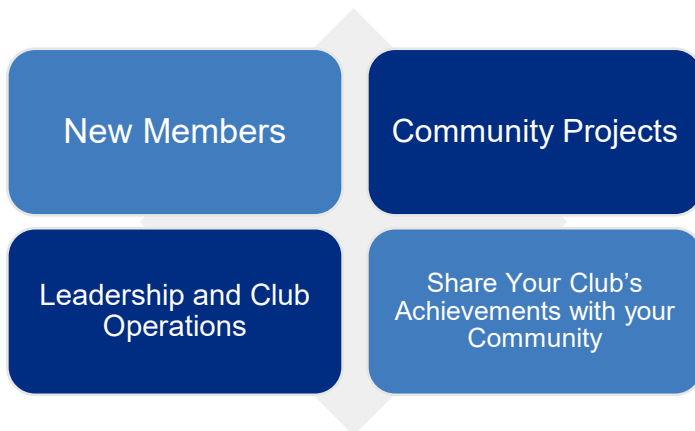 New Members
Community Projects
Leadership and Club
Operations
Share Your Club’s
Achievements with your
Community